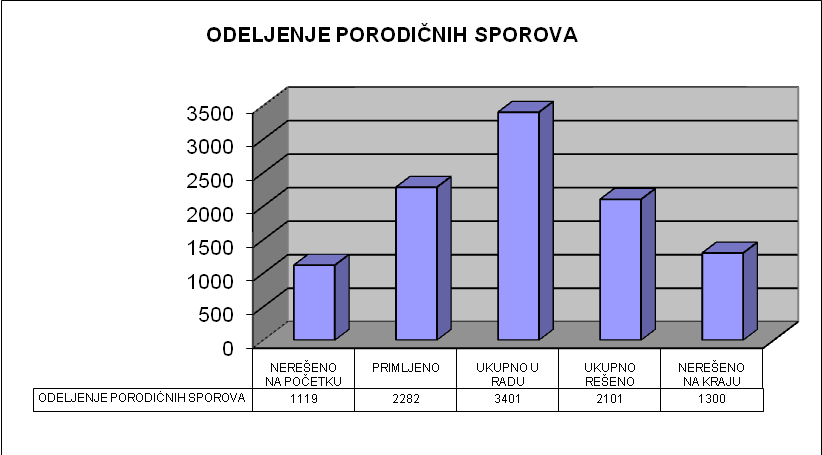 ODELJENJE PORODIČNIH SPOROVA
3500
3000
2500
2000
1500
1000
500
0
NEREŠENO NA POČETKU
PRIMLJENO
UKUPNO U RADU
UKUPNO REŠENO
NEREŠENO NA KRAJU
ODELJENJE PORODIČNIH SPOROVA 1119 2282 3401 2101 1300